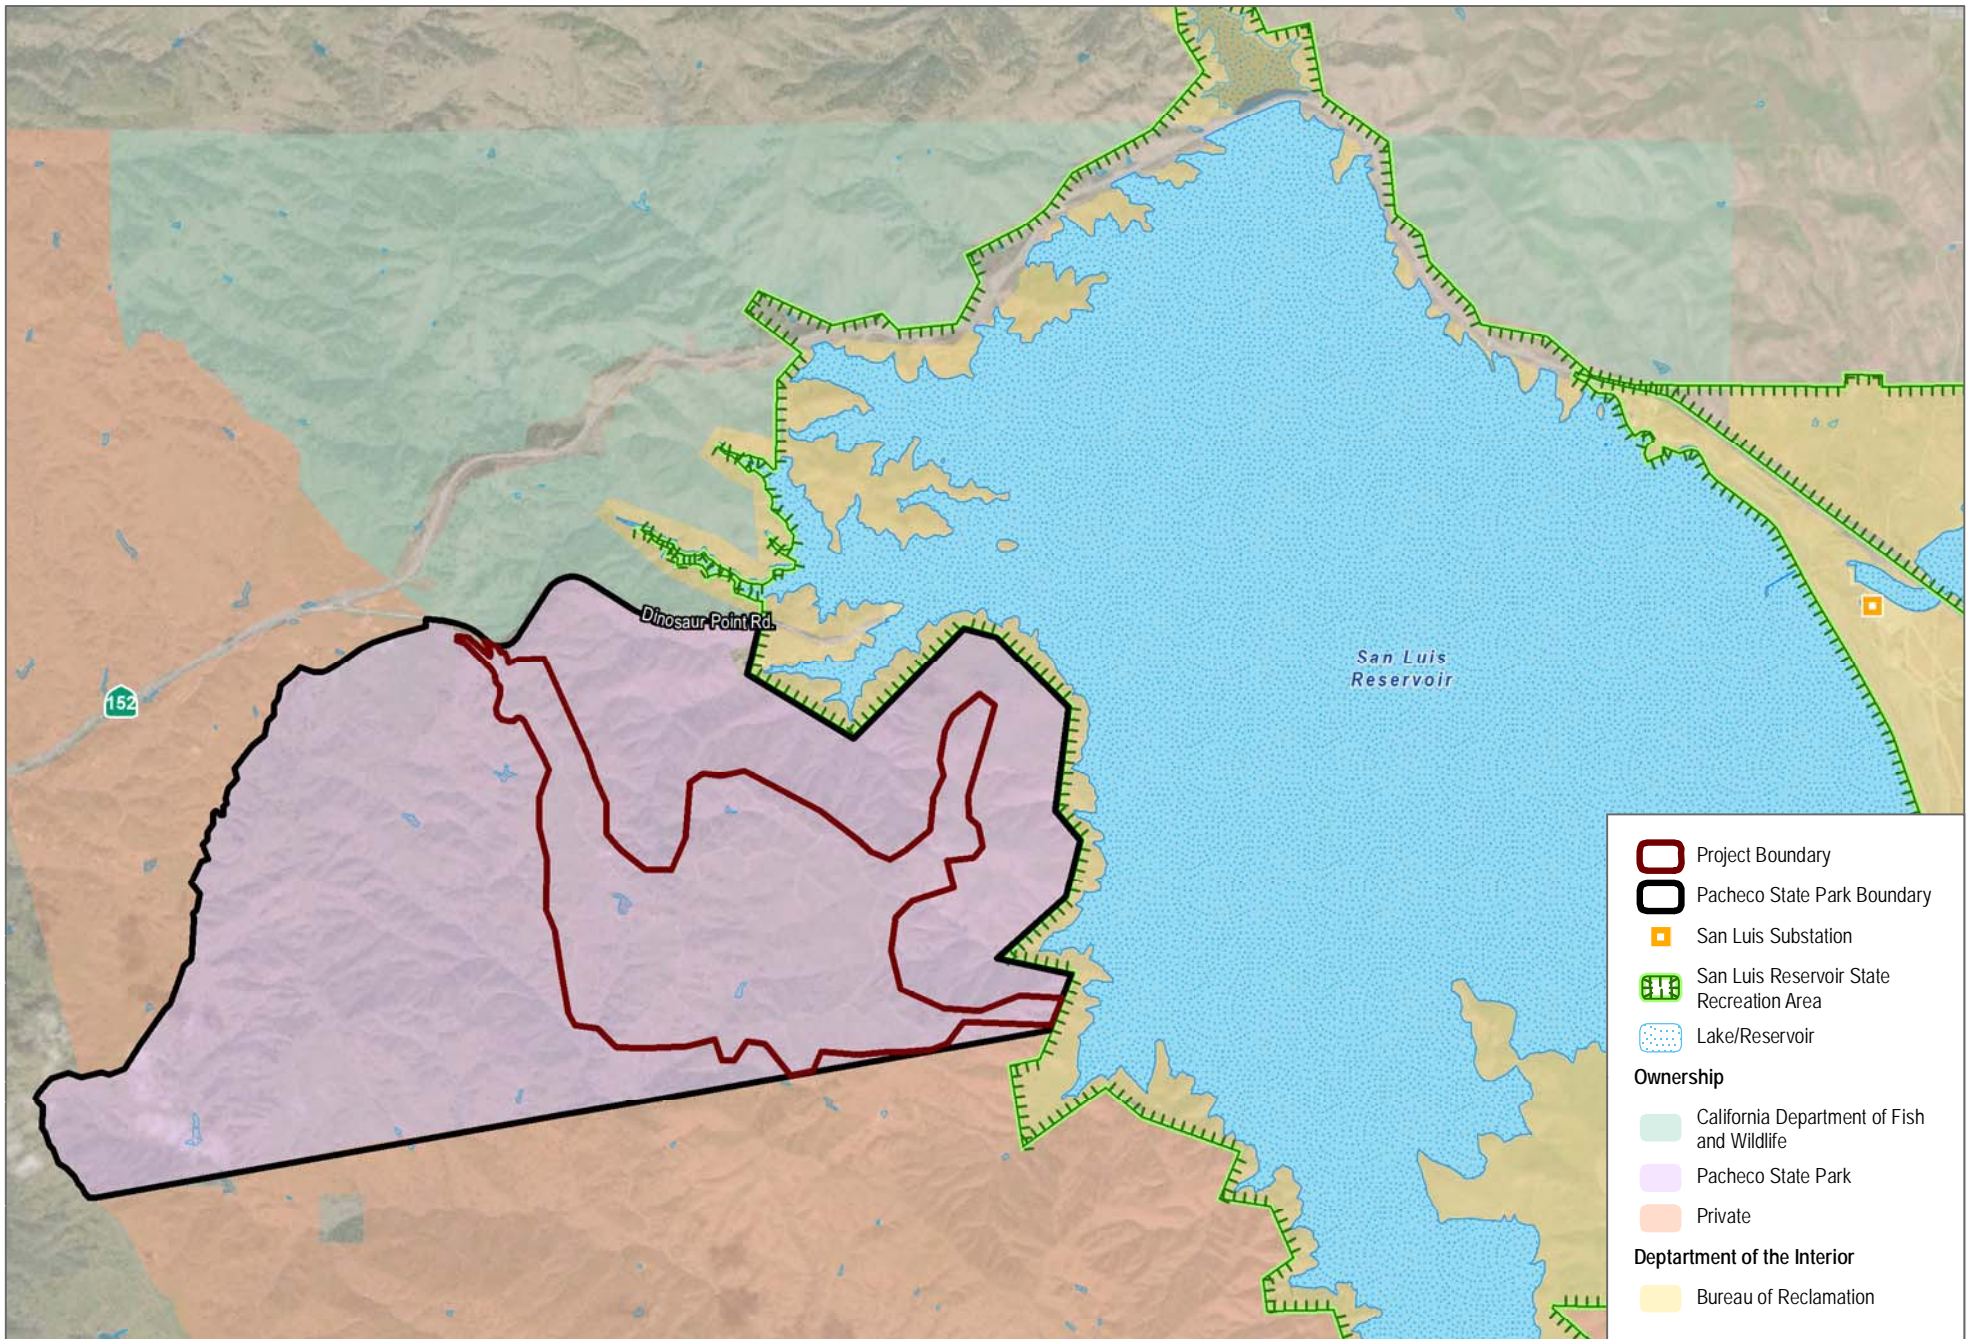 Dinosaur Point Rd.
San Luis
Reservoir
152
Project Boundary
Pacheco State Park Boundary
San Luis Substation
San Luis Reservoir State
Recreation Area
Lake/Reservoir
Ownership
California Department of Fish
and Wildlife
Pacheco State Park
Private
Deptartment of the Interior
Bureau of Reclamation